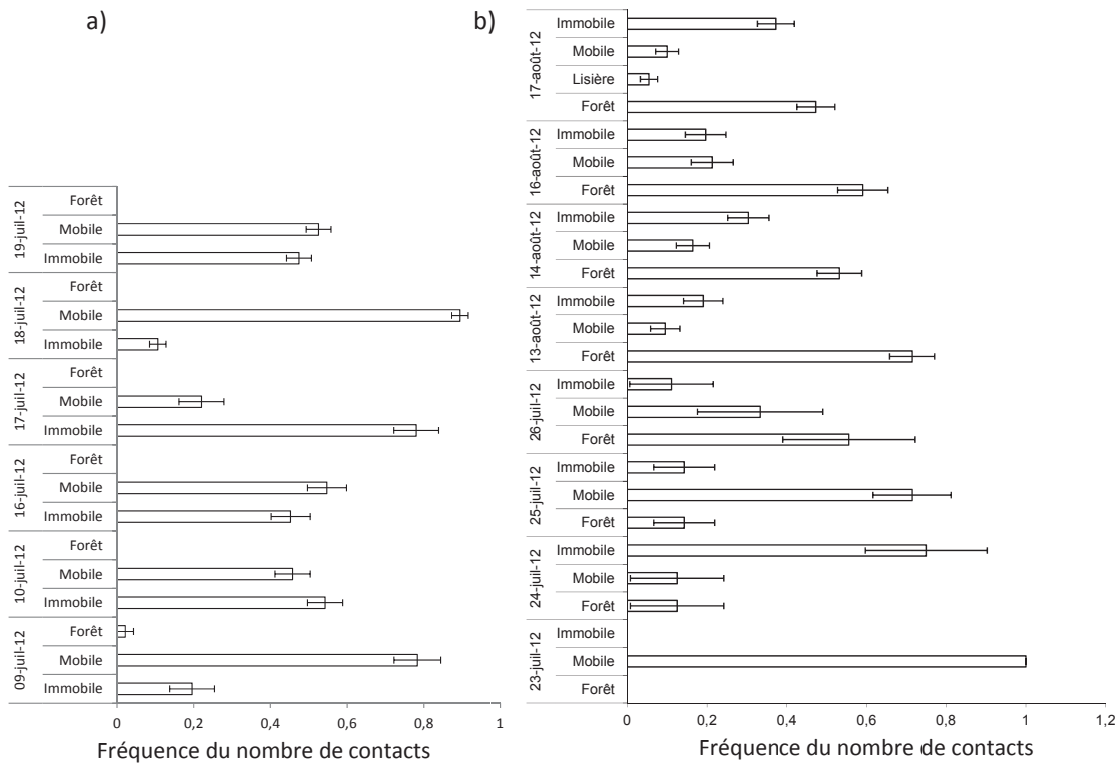 a)
19-juil-12
Forêt
Mobile
Immobile
18-juil-12
Forêt
Mobile
Immobile
17-juil-12
Forêt
Mobile
Immobile
16-juil-12
Forêt
Mobile
Immobile
10-juil-12
Forêt
Mobile
Immobile
09-juil-12
Forêt
Mobile
Immobile
0 0,2 0,4 0,6 0,8 1
Fréquence du nombre de contacts
b)
17-août-12
Immobile
Mobile
Lisière
Forêt
16-août-12
Immobile
Mobile
Forêt
14-août-12
Immobile
Mobile
Forêt
13-août-12
Immobile
Mobile
Forêt
26-juil-12
Immobile
Mobile
Forêt
25-juil-12
Immobile
Mobile
Forêt
24-juil-12
Immobile
Mobile
Forêt
23-juil-12
Immobile
Mobile
Forêt
0 0,2 0,4 0,6 0,8 1 1,2
Fréquence du nombre de contacts